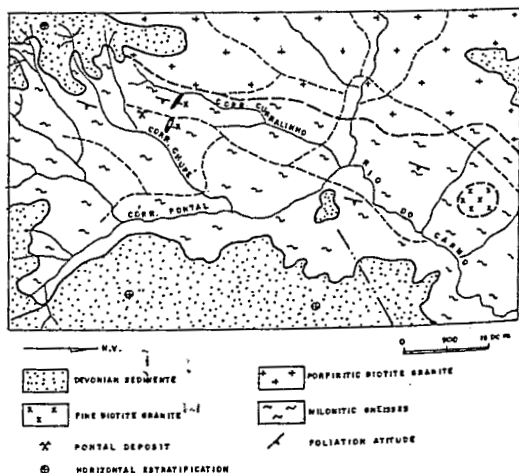 CORR. CURRALINHO
CORR. CHUPÉ
CORR. PONTAL
RIO DO CARMO
N.V.
0 900
DEVONIAN SEDIMENTS
PORFIRITIC BIOTITE GRANITE
FINE BIOTITE GRANITE
MILONITIC GNEISSES
PONTAL DEPOSIT
FOLIATION ATTITUDE
HORIZONTAL ESTRATIFICATION